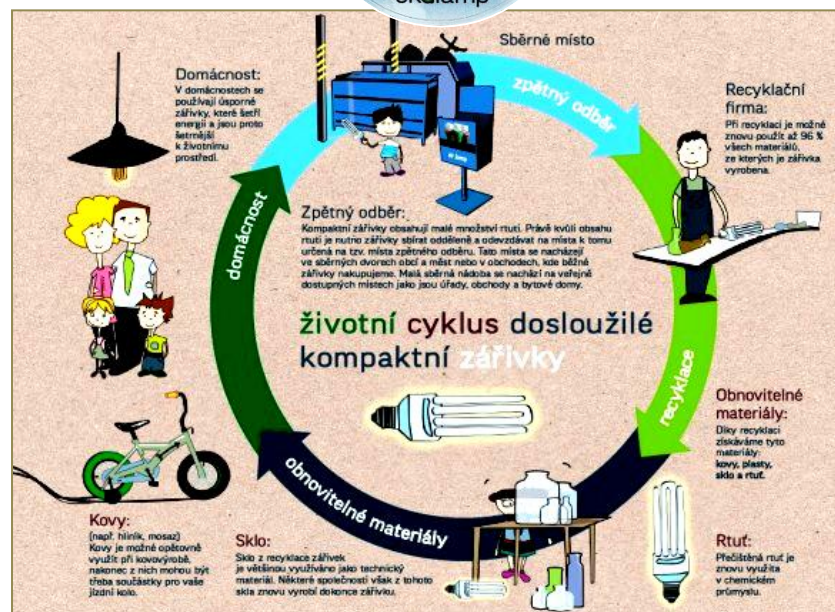 ekolamp
Sběrné místo
zpětný odběr
Domácnost:
V domácnostech se
používají úsporné
zářivky, které šetří
energii a jsou proto
šetrnější
k životnímu
prostředí.
Recyklační
firma:
Při recyklaci je možné
znovu použít až 96 %
všech materiálů,
ze kterých je zářivka
vyrobena.
domácnost
Zpětný odběr:
Kompaktní zářivky obsahují malé množství rtuti. Právě kvůli obsahu
rtuti je nutno zářivky sbírat odděleně a odevzdávat na místa k tomu
určená na tzv. místa zpětného odběru. Tato místa se nacházejí
ve sběrných dvorech obcí a měst nebo v obchodech, kde běžně
zářivky nakupujeme. Malá sběrná nádoba se nachází na veřejně
dostupných místech jako jsou úřady, obchody a bytové domy.
životní cyklus dosloužilé
kompaktní zářivky
recyklace
Obnovitelné
materiály:
Díky recyklaci
získáváme tyto
materiály:
kovy, plasty,
sklo a rtuť.
obnovitelné materiály
Kovy:
(např. hliník, mosaz)
Kovy je možné opětovně
využít při kovovýrobě,
nakonec z nich mohou být
třeba součástky pro vaše
jízdní kolo.
Sklo:
Sklo z recyklace zářivek
je většinou využíváno jako technický
materiál. Některé společnosti však z tohoto
skla znovu vyrobí dokonce zářivku.
Rtuť:
Přečištěná rtuť je
znovu využita
v chemickém
průmyslu.